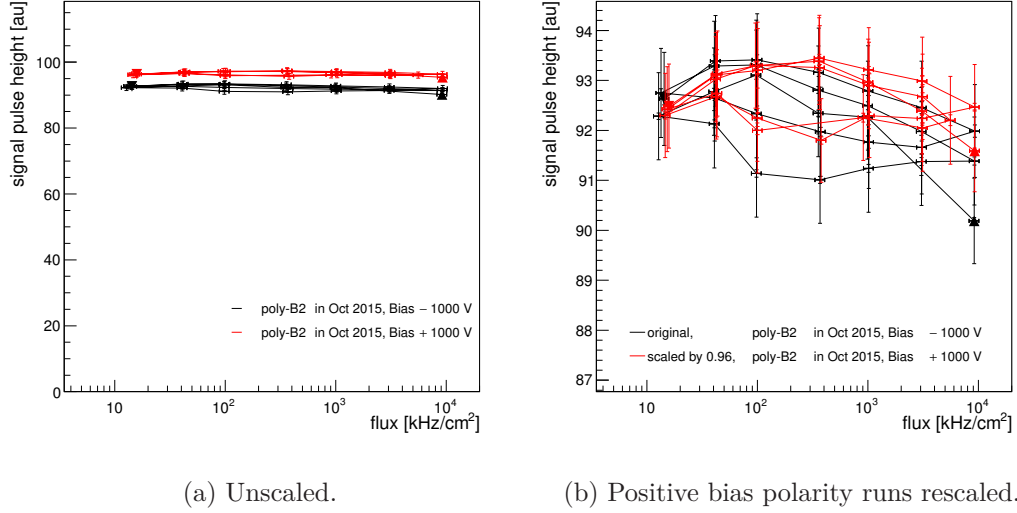 signal pulse height [au]
100
80
60
40
20
0
poly-B2 in Oct 2015, Bias − 1000 V
poly-B2 in Oct 2015, Bias + 1000 V
10 10² 10³ 10⁴
flux [kHz/cm²]
(a) Unscaled.
signal pulse height [au]
94
93
92
91
90
89
88
87
original, poly-B2 in Oct 2015, Bias − 1000 V
scaled by 0.96, poly-B2 in Oct 2015, Bias + 1000 V
10 10² 10³ 10⁴
flux [kHz/cm²]
(b) Positive bias polarity runs rescaled.